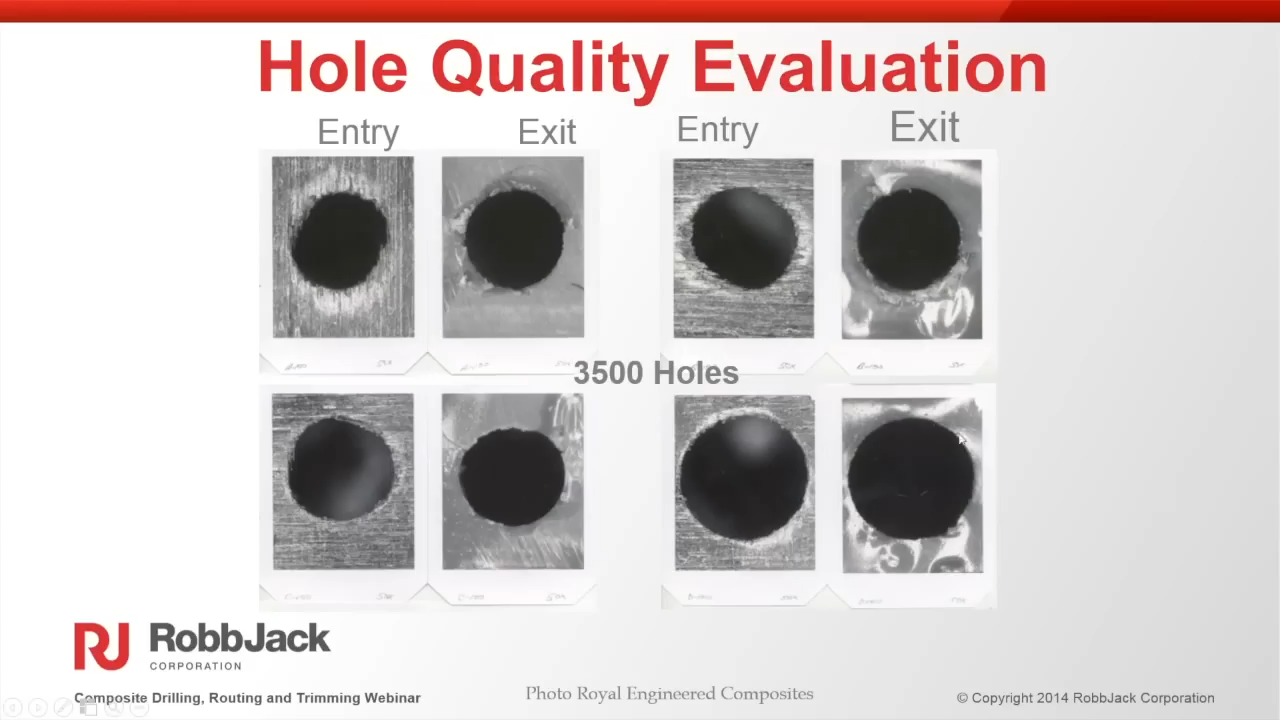 Hole Quality Evaluation
Entry Exit Entry Exit
3500 Holes
RJ RobbJack
CORPORATION
Composite Drilling, Routing and Trimming Webinar
Photo Royal Engineered Composites
© Copyright 2014 RobbJack Corporation